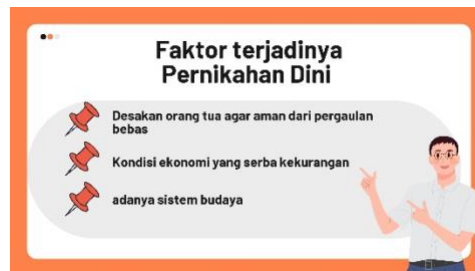 Faktor terjadinya
Pernikahan Dini
Desakan orang tua agar aman dari pergaulan
bebas
Kondisi ekonomi yang serba kekurangan
adanya sistem budaya